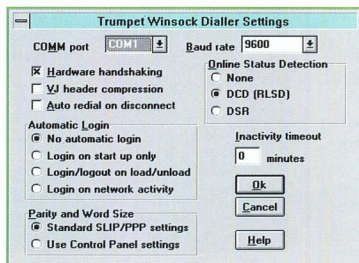 Trumpet Winsock Dialler Settings
COMM port COM1 Baud rate 9600
Hardware handshaking
VJ header compression
Auto redial on disconnect
Online Status Detection
None
DCD (RLSD)
DSR
Automatic Login
No automatic login
Login on start up only
Login/logout on load/unload
Login on network activity
Inactivity timeout
0 minutes
Parity and Word Size
Standard SLIP/PPP settings
Use Control Panel settings
Ok
Cancel
Help